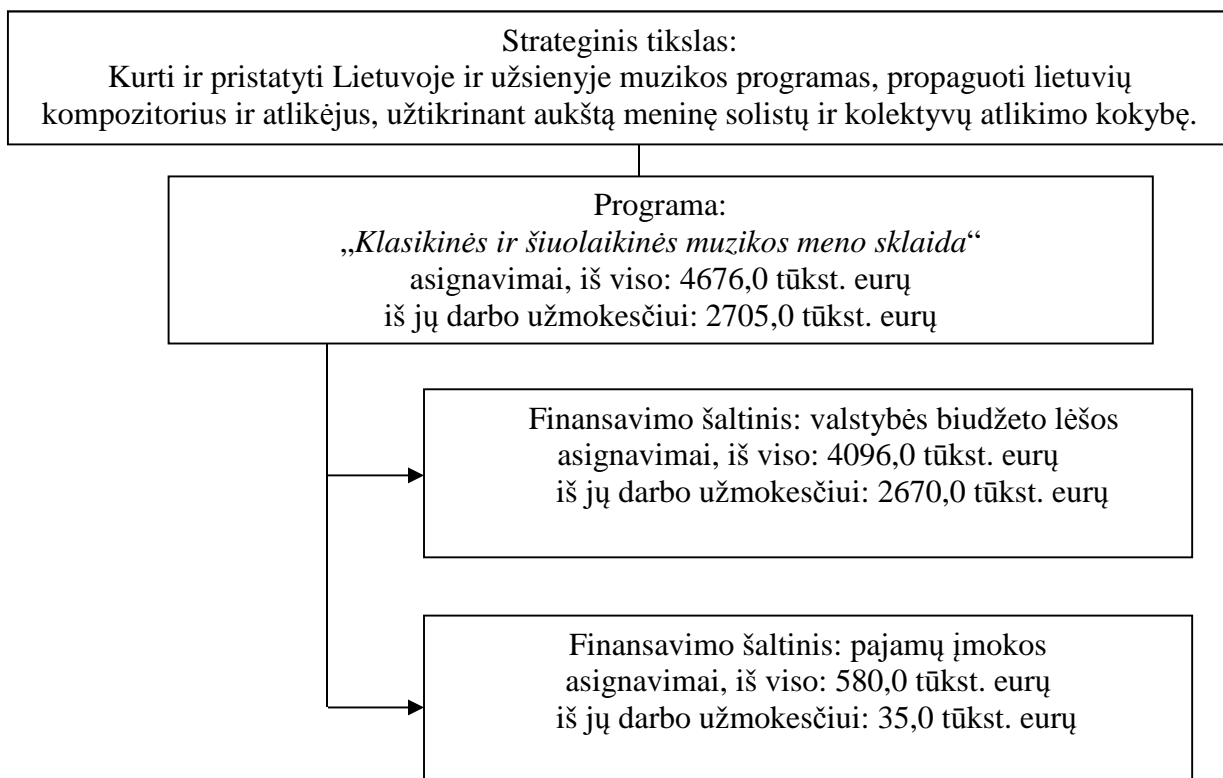 Strateginis tikslas:
Kurti ir pristatyti Lietuvoje ir užsienyje muzikos programas, propaguoti lietuvių
kompozitorius ir atlikėjus, užtikrinant aukštą meninę solistų ir kolektyvų atlikimo kokybę.
Programa:
„Klasikinės ir šiuolaikinės muzikos meno sklaida“
asignavimai, iš viso: 4676,0 tūkst. eurų
iš jų darbo užmokesčiui: 2705,0 tūkst. eurų
Finansavimo šaltinis: valstybės biudžeto lėšos
asignavimai, iš viso: 4096,0 tūkst. eurų
iš jų darbo užmokesčiui: 2670,0 tūkst. eurų
Finansavimo šaltinis: pajamų įmokos
asignavimai, iš viso: 580,0 tūkst. eurų
iš jų darbo užmokesčiui: 35,0 tūkst. eurų